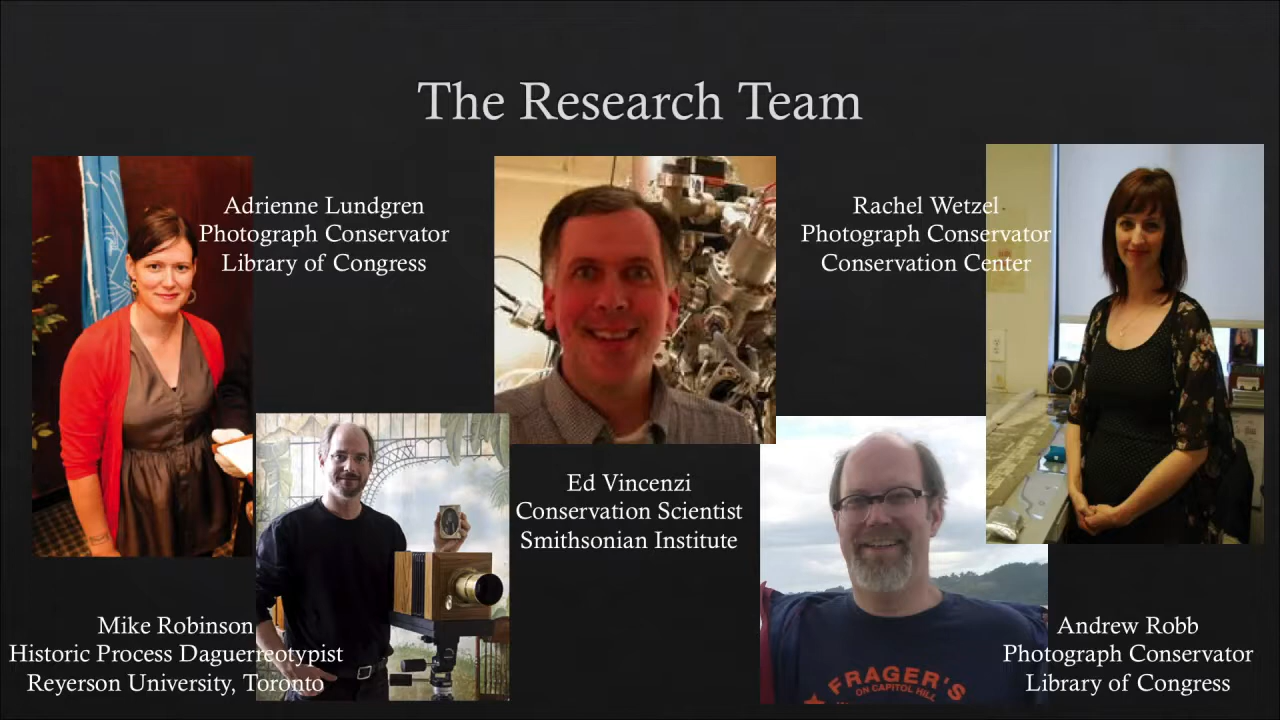 The Research Team
Adrienne Lundgren
Photograph Conservator
Library of Congress
Rachel Wetzel
Photograph Conservator
Conservation Center
Ed Vincenzi
Conservation Scientist
Smithsonian Institute
Mike Robinson
Historic Process Daguerreotypist
Reyerson University, Toronto
FRAGER'S
ON CAPITOL HILL
Andrew Robb
Photograph Conservator
Library of Congress